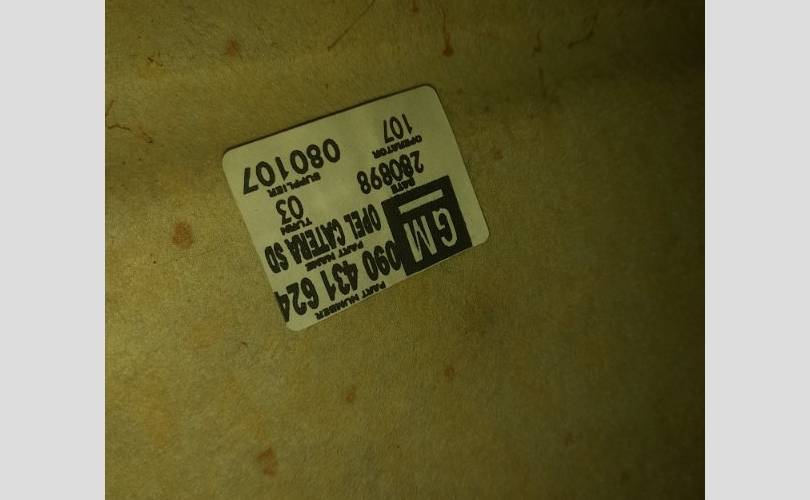 GM
PART NUMBER
090 431 624
PART NAME
OPEL CATERA SD
DATE
280898
TURN
03
OPERATOR
107
SUPPLIER
080107